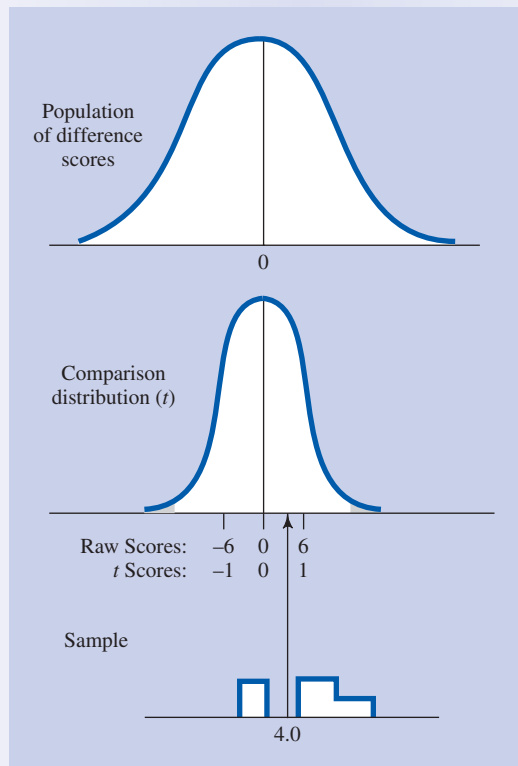 Population
of difference
scores
0
Comparison
distribution (t)
Raw Scores: –6 0 6
t Scores: –1 0 1
Sample
4.0